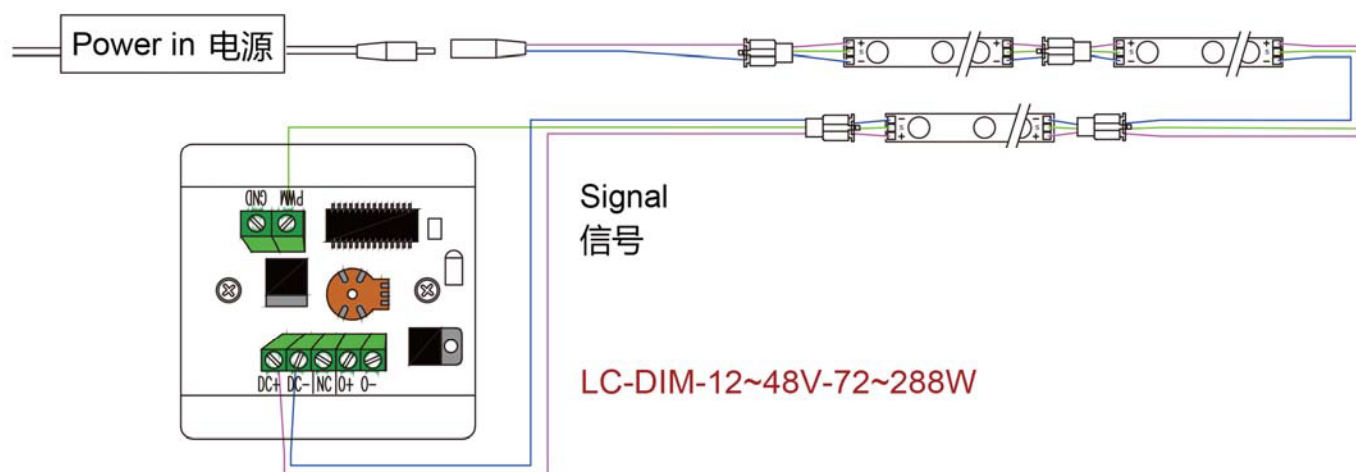 Power in 电源
+ S -
+ -
+ S -
+ -
- S +
- +
GND PWM
Signal
信号
DC+ DC- NC O+ O-
LC-DIM-12~48V-72~288W